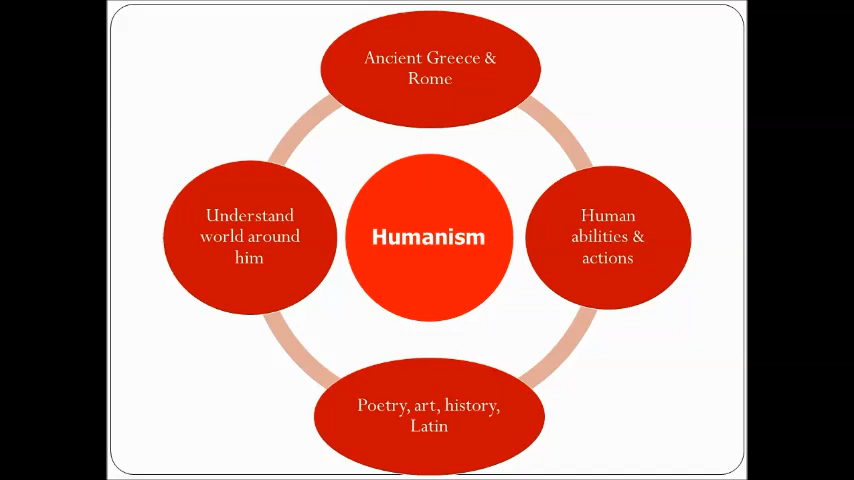 Ancient Greece &
Rome
Understand
world around
him
Humanism
Human
abilities &
actions
Poetry, art, history,
Latin